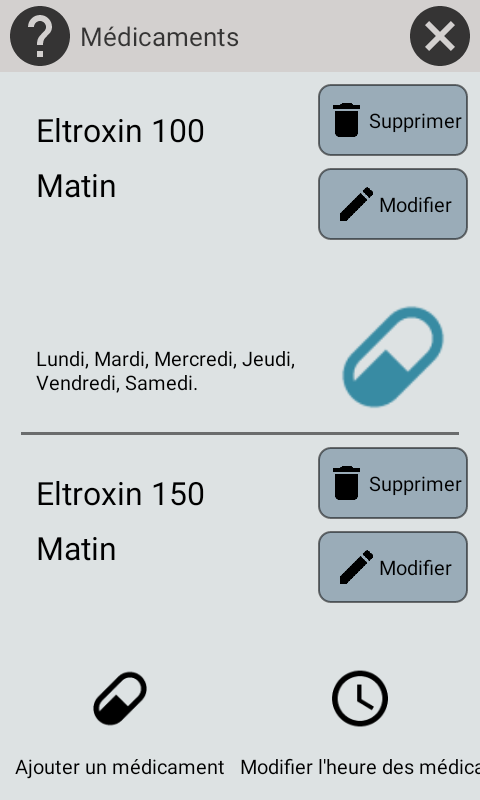 Médicaments
Eltroxin 100
Supprimer
Matin
Modifier
Lundi, Mardi, Mercredi, Jeudi,
Vendredi, Samedi.
Eltroxin 150
Supprimer
Matin
Modifier
Ajouter un médicament
Modifier l'heure des médica